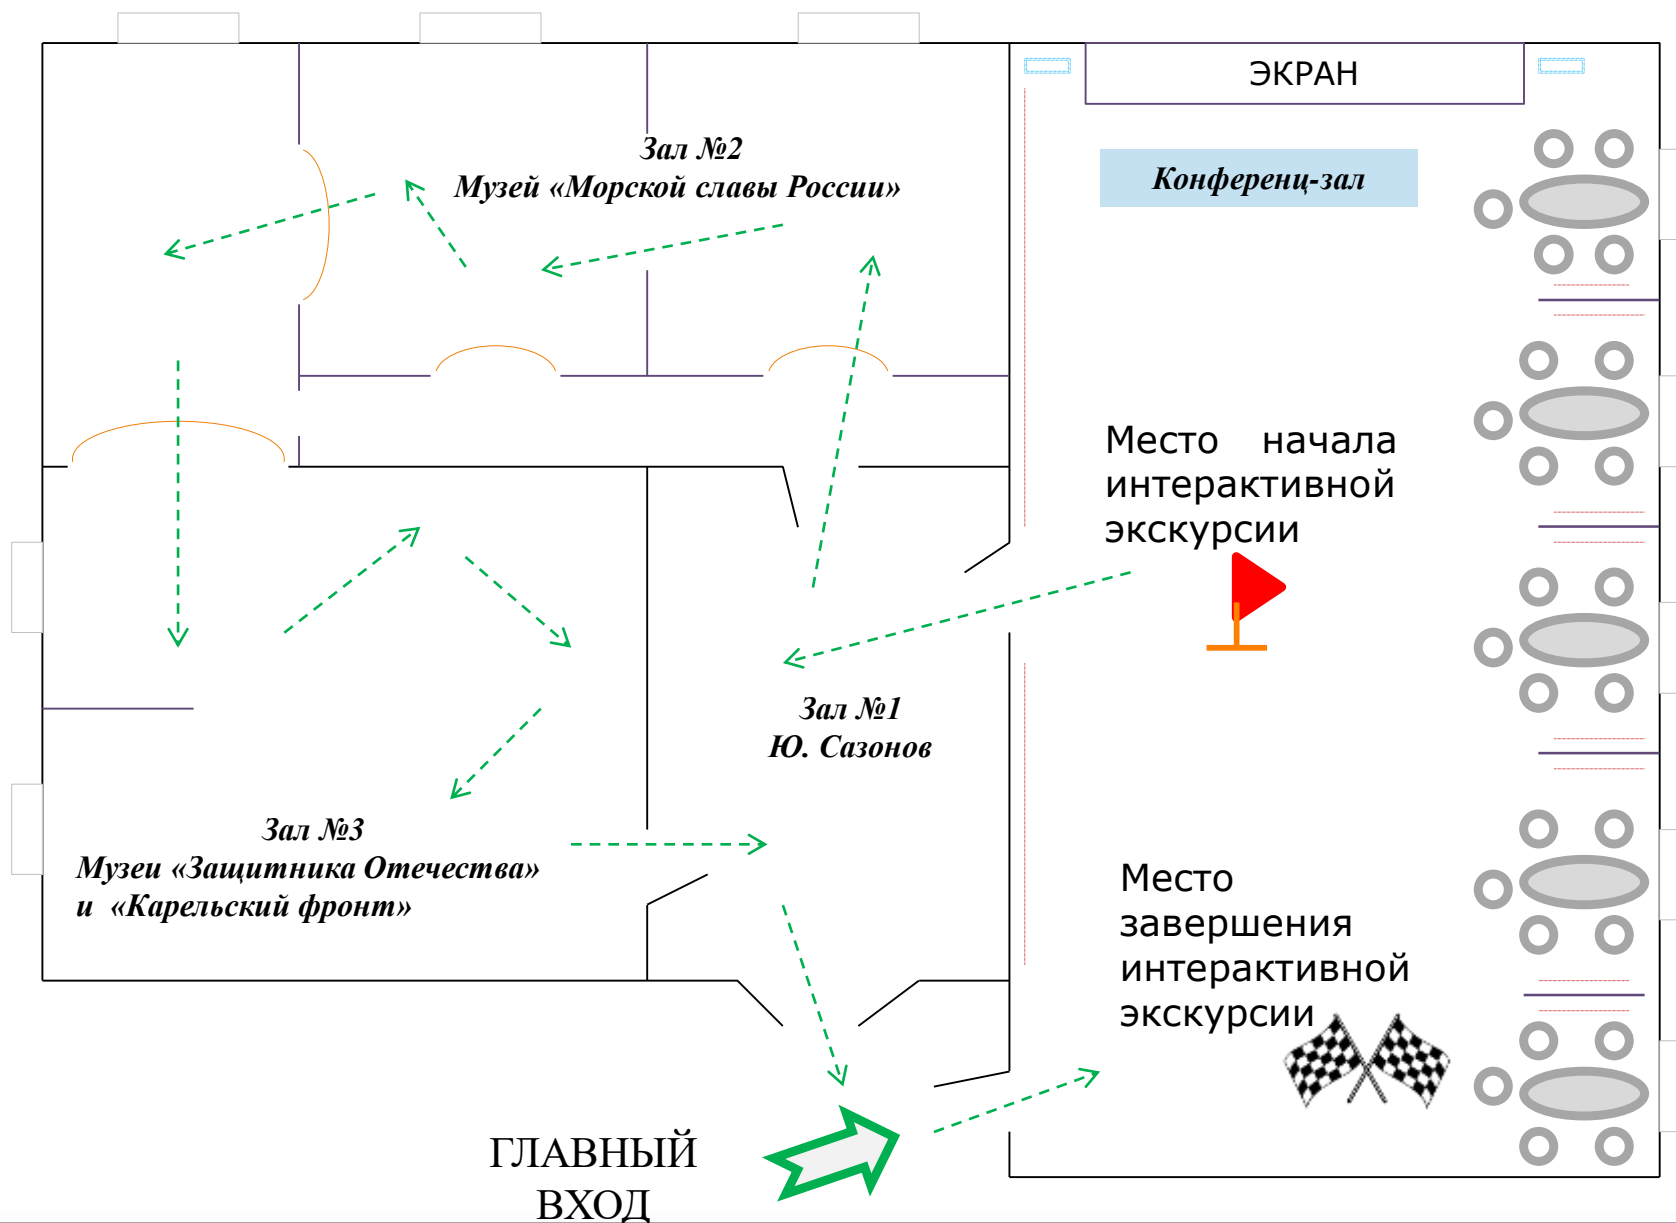 ЭКРАН
Зал №2
Музей «Морской славы России»
Конференц-зал
Место начала
интерактивной
экскурсии
Зал №1
Ю. Сазонов
Зал №3
Музеи «Защитника Отечества»
и «Карельский фронт»
Место
завершения
интерактивной
экскурсии
ГЛАВНЫЙ
ВХОД